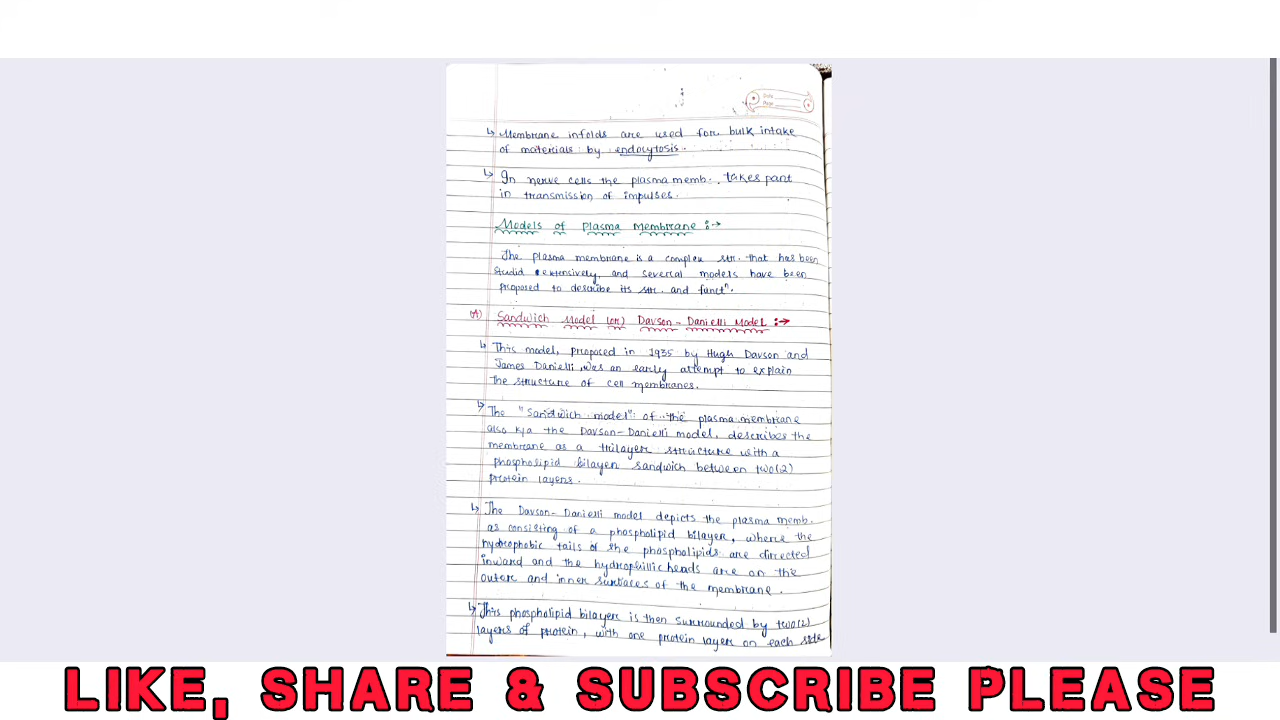 Date
Page
↳ Membrane infolds are used for bulk intake
of materials by endocytosis.
↳ In nerve cells the plasma memb. takes part
in transmission of impulses.
Models of Plasma Membrane :→
The plasma membrane is a complex str. that has been
studid extensively, and several models have been
proposed to describe its str. and functⁿ.
(A) Sandwich Model (or) Davson-Danielli Model :→
↳ This model, proposed in 1935 by Hugh Davson and
James Danielli, was an early attempt to explain
the structure of cell membranes.
↳ The "Sandwich model" of the plasma membrane
also k/a the Davson-Danielli model, describes the
membrane as a trilayer structure with a
phospholipid bilayer sandwich between two(2)
protein layers.
↳ The Davson-Danielli model depicts the plasma memb.
as consisting of a phospholipid bilayer, where the
hydrophobic tails of the phospholipids are directed
inward and the hydrophillic heads are on the
outer and inner surfaces of the membrane.
↳ This phospholipid bilayer is then surrounded by two(2)
layers of protein, with one protein layer on each side
LIKE, SHARE & SUBSCRIBE PLEASE